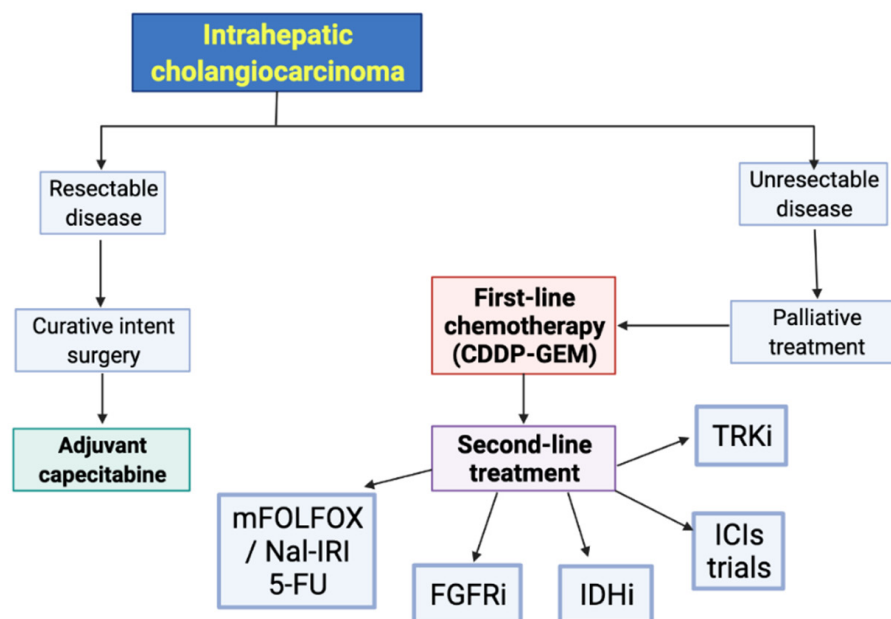 Intrahepatic
cholangiocarcinoma
Resectable
disease
Unresectable
disease
Curative intent
surgery
First-line
chemotherapy
(CDDP-GEM)
Palliative
treatment
Adjuvant
capecitabine
Second-line
treatment
TRKi
mFOLFOX
/ Nal-IRI
5-FU
FGFRi
IDHi
ICIs
trials